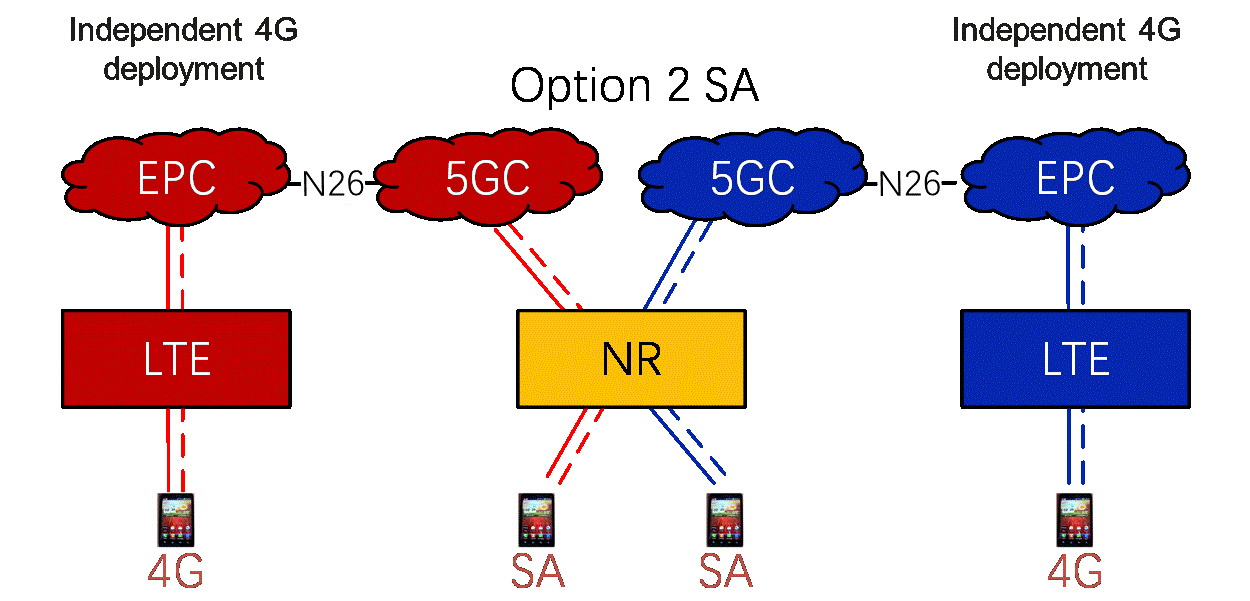 Independent 4G
deployment
Independent 4G
deployment
Option 2 SA
EPC
N26
5GC
5GC
N26
EPC
LTE
NR
LTE
4G
SA
SA
4G